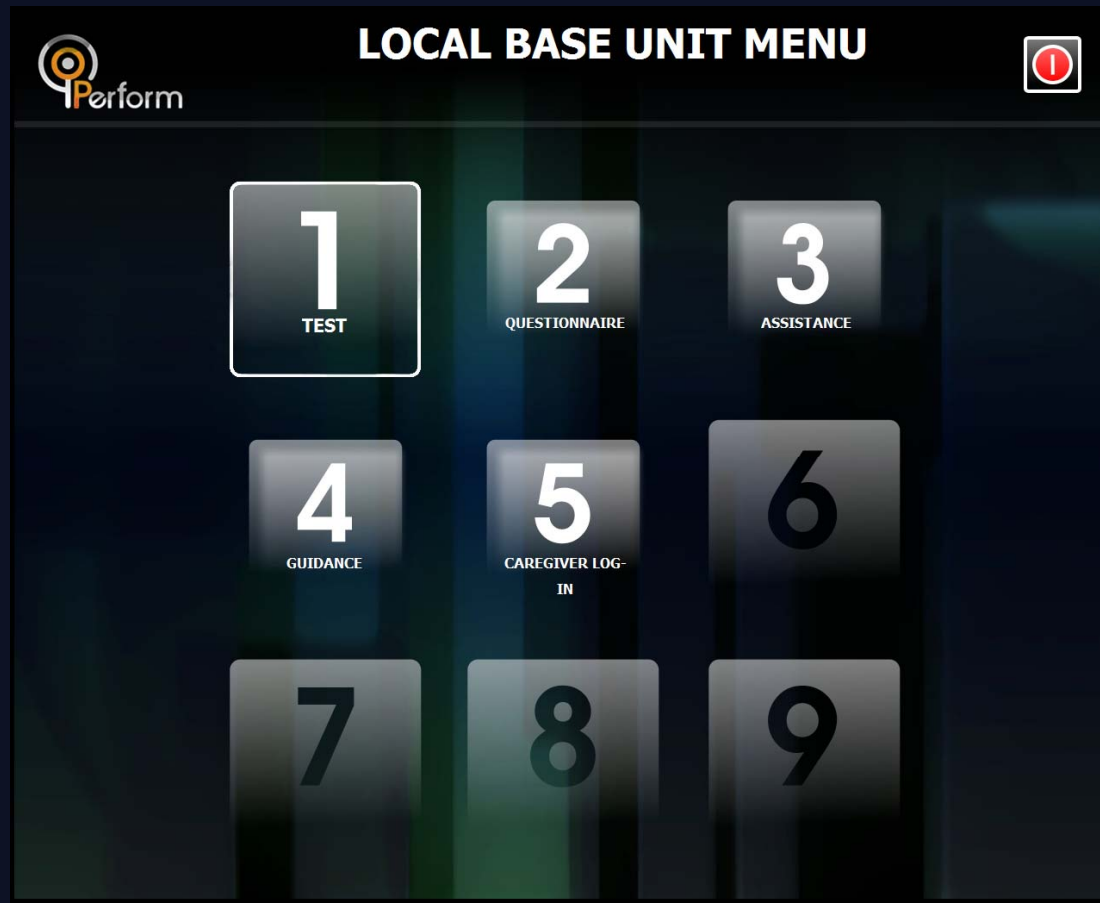 LOCAL BASE UNIT MENU
Perform
1
TEST
2
QUESTIONNAIRE
3
ASSISTANCE
4
GUIDANCE
5
CAREGIVER LOG-
IN
6
7
8
9